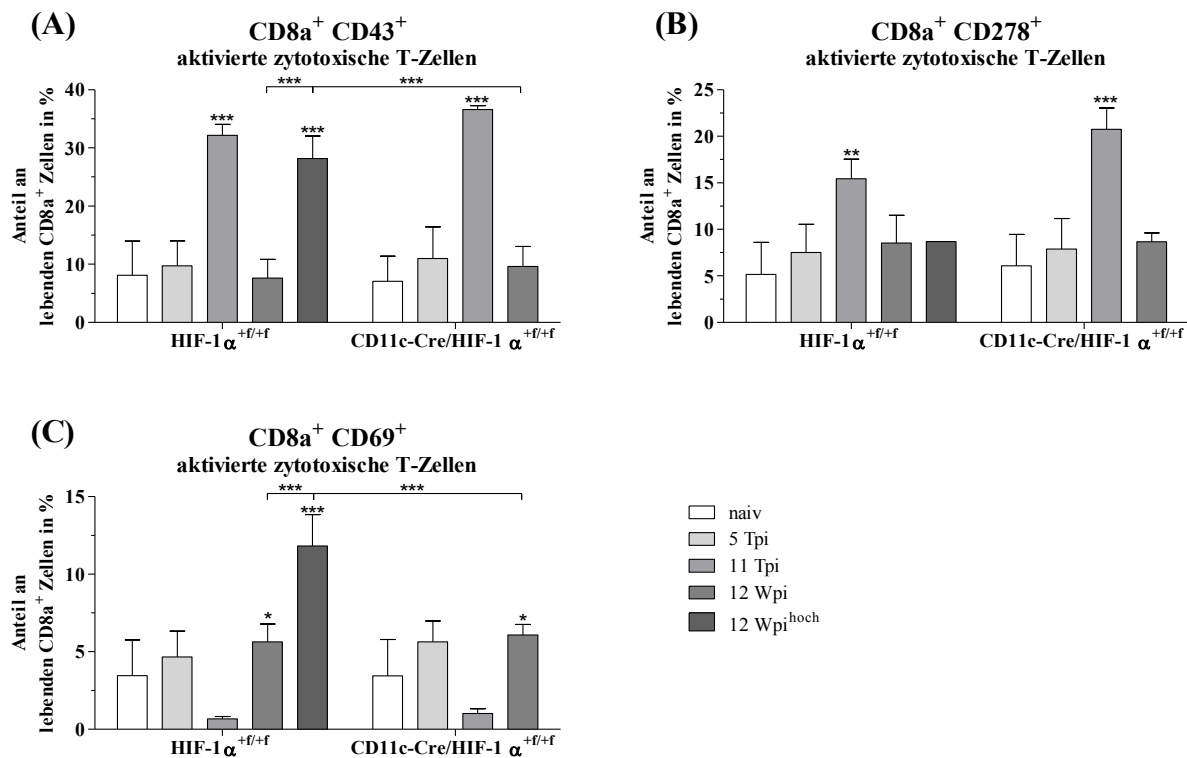 (A)
CD8a⁺ CD43⁺
aktivierte zytotoxische T-Zellen
*** ***
*** *** ***
Anteil an
lebenden CD8a⁺ Zellen in %
40
30
20
10
0
HIF-1α⁺ᶠ/⁺ᶠ CD11c-Cre/HIF-1 α⁺ᶠ/⁺ᶠ
(B)
CD8a⁺ CD278⁺
aktivierte zytotoxische T-Zellen
** ***
Anteil an
lebenden CD8a⁺ Zellen in %
25
20
15
10
5
0
HIF-1α⁺ᶠ/⁺ᶠ CD11c-Cre/HIF-1 α⁺ᶠ/⁺ᶠ
(C)
CD8a⁺ CD69⁺
aktivierte zytotoxische T-Zellen
*** ***
* *** *
Anteil an
lebenden CD8a⁺ Zellen in %
15
10
5
0
HIF-1α⁺ᶠ/⁺ᶠ CD11c-Cre/HIF-1 α⁺ᶠ/⁺ᶠ
naiv
5 Tpi
11 Tpi
12 Wpi
12 Wpiʰᵒᶜʰ